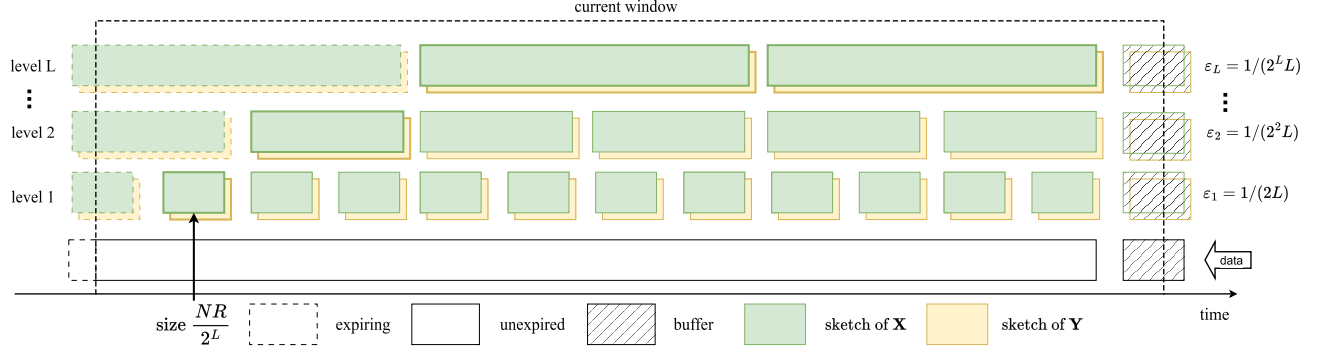 current window
level L
ε_L = 1/(2^L L)
⋮
⋮
level 2
ε_2 = 1/(2^2 L)
level 1
ε_1 = 1/(2L)
data
size NR/2^L
expiring
unexpired
buffer
sketch of X
sketch of Y
time